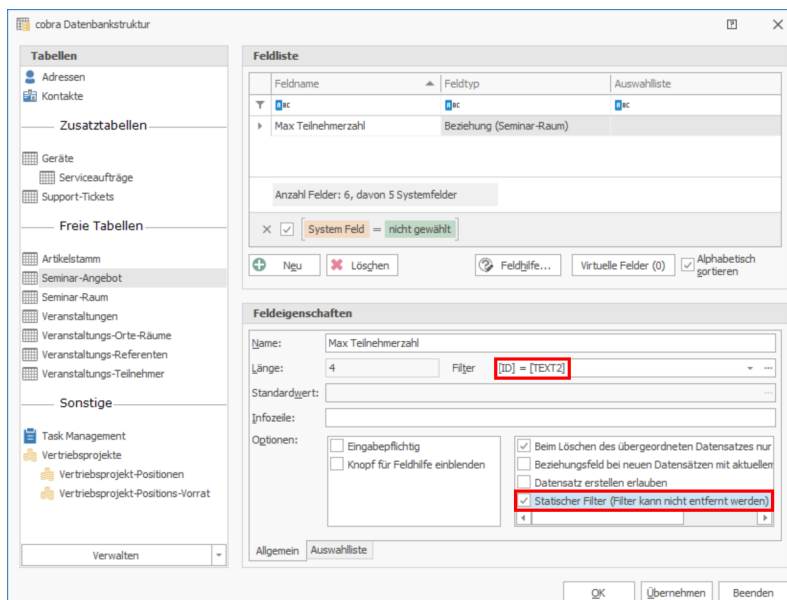 cobra Datenbankstruktur
Tabellen
Adressen
Kontakte
Zusatztabellen
Geräte
Serviceaufträge
Support-Tickets
Freie Tabellen
Artikelstamm
Seminar-Angebot
Seminar-Raum
Veranstaltungen
Veranstaltungs-Orte-Räume
Veranstaltungs-Referenten
Veranstaltungs-Teilnehmer
Sonstige
Task Management
Vertriebsprojekte
Vertriebsprojekt-Positionen
Vertriebsprojekt-Positions-Vorrat
Verwalten
Feldliste
Feldname Feldtyp Auswahlliste
Max Teilnehmerzahl Beziehung (Seminar-Raum)
Anzahl Felder: 6, davon 5 Systemfelder
System Feld = nicht gewählt
Neu Löschen Feldhilfe... Virtuelle Felder (0) Alphabetisch
sortieren
Feldeigenschaften
Name: Max Teilnehmerzahl
Länge: 4 Filter [ID] = [TEXT2]
Standardwert:
Infozeile:
Optionen:
Eingabepflichtig
Knopf für Feldhilfe einblenden
Beim Löschen des übergeordneten Datensatzes nur
Beziehungsfeld bei neuen Datensätzen mit aktuellem
Datensatz erstellen erlauben
Statischer Filter (Filter kann nicht entfernt werden)
Allgemein Auswahlliste
OK Übernehmen Beenden